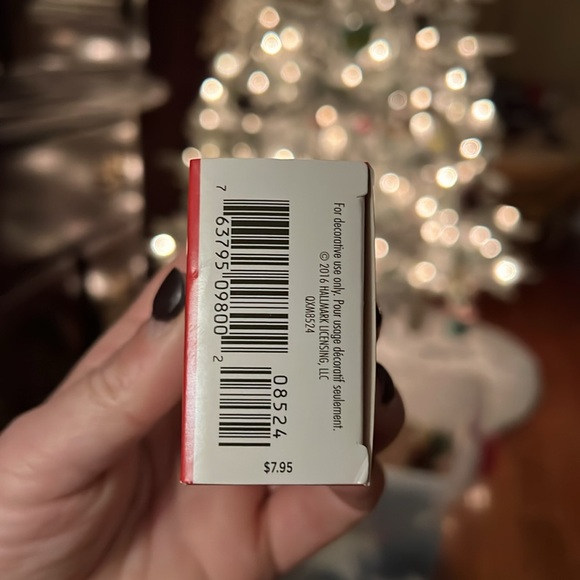 For decorative use only. Pour usage décoratif seulement.
© 2016 HALLMARK LICENSING, LLC
QXM8524
7 63795 09800 2
08524
$7.95